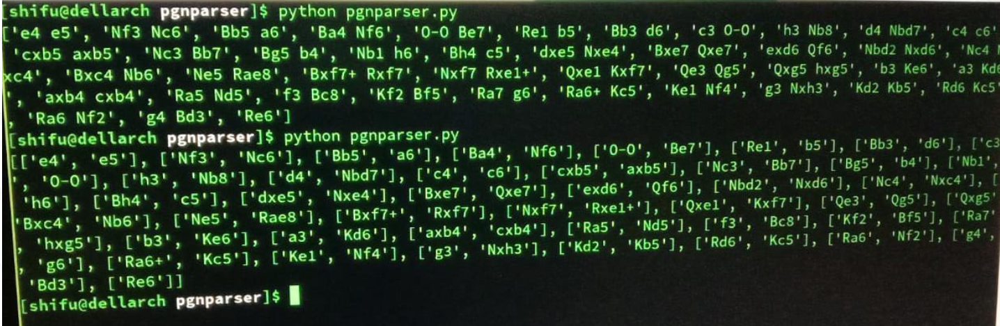 [shifu@dellarch pgnparser]$ python pgnparser.py
['e4 e5', 'Nf3 Nc6', 'Bb5 a6', 'Ba4 Nf6', 'O-O Be7', 'Re1 b5', 'Bb3 d6', 'c3 O-O', 'h3 Nb8', 'd4 Nbd7', 'c4 c6'
'cxb5 axb5', 'Nc3 Bb7', 'Bg5 b4', 'Nb1 h6', 'Bh4 c5', 'dxe5 Nxe4', 'Bxe7 Qxe7', 'exd6 Qf6', 'Nbd2 Nxd6', 'Nc4 N
xc4', 'Bxc4 Nb6', 'Ne5 Rae8', 'Bxf7+ Rxf7', 'Nxf7 Rxe1+', 'Qxe1 Kxf7', 'Qe3 Qg5', 'Qxg5 hxg5', 'b3 Ke6', 'a3 Kd6
', 'axb4 cxb4', 'Ra5 Nd5', 'f3 Bc8', 'Kf2 Bf5', 'Ra7 g6', 'Ra6+ Kc5', 'Ke1 Nf4', 'g3 Nxh3', 'Kd2 Kb5', 'Rd6 Kc5'
, 'Ra6 Nf2', 'g4 Bd3', 'Re6']
[shifu@dellarch pgnparser]$ python pgnparser.py
[['e4', 'e5'], ['Nf3', 'Nc6'], ['Bb5', 'a6'], ['Ba4', 'Nf6'], ['O-O', 'Be7'], ['Re1', 'b5'], ['Bb3', 'd6'], ['c3
', 'O-O'], ['h3', 'Nb8'], ['d4', 'Nbd7'], ['c4', 'c6'], ['cxb5', 'axb5'], ['Nc3', 'Bb7'], ['Bg5', 'b4'], ['Nb1',
'h6'], ['Bh4', 'c5'], ['dxe5', 'Nxe4'], ['Bxe7', 'Qxe7'], ['exd6', 'Qf6'], ['Nbd2', 'Nxd6'], ['Nc4', 'Nxc4'], [
'Bxc4', 'Nb6'], ['Ne5', 'Rae8'], ['Bxf7+', 'Rxf7'], ['Nxf7', 'Rxe1+'], ['Qxe1', 'Kxf7'], ['Qe3', 'Qg5'], ['Qxg5'
, 'hxg5'], ['b3', 'Ke6'], ['a3', 'Kd6'], ['axb4', 'cxb4'], ['Ra5', 'Nd5'], ['f3', 'Bc8'], ['Kf2', 'Bf5'], ['Ra7'
, 'g6'], ['Ra6+', 'Kc5'], ['Ke1', 'Nf4'], ['g3', 'Nxh3'], ['Kd2', 'Kb5'], ['Rd6', 'Kc5'], ['Ra6', 'Nf2'], ['g4',
'Bd3'], ['Re6']]
[shifu@dellarch pgnparser]$